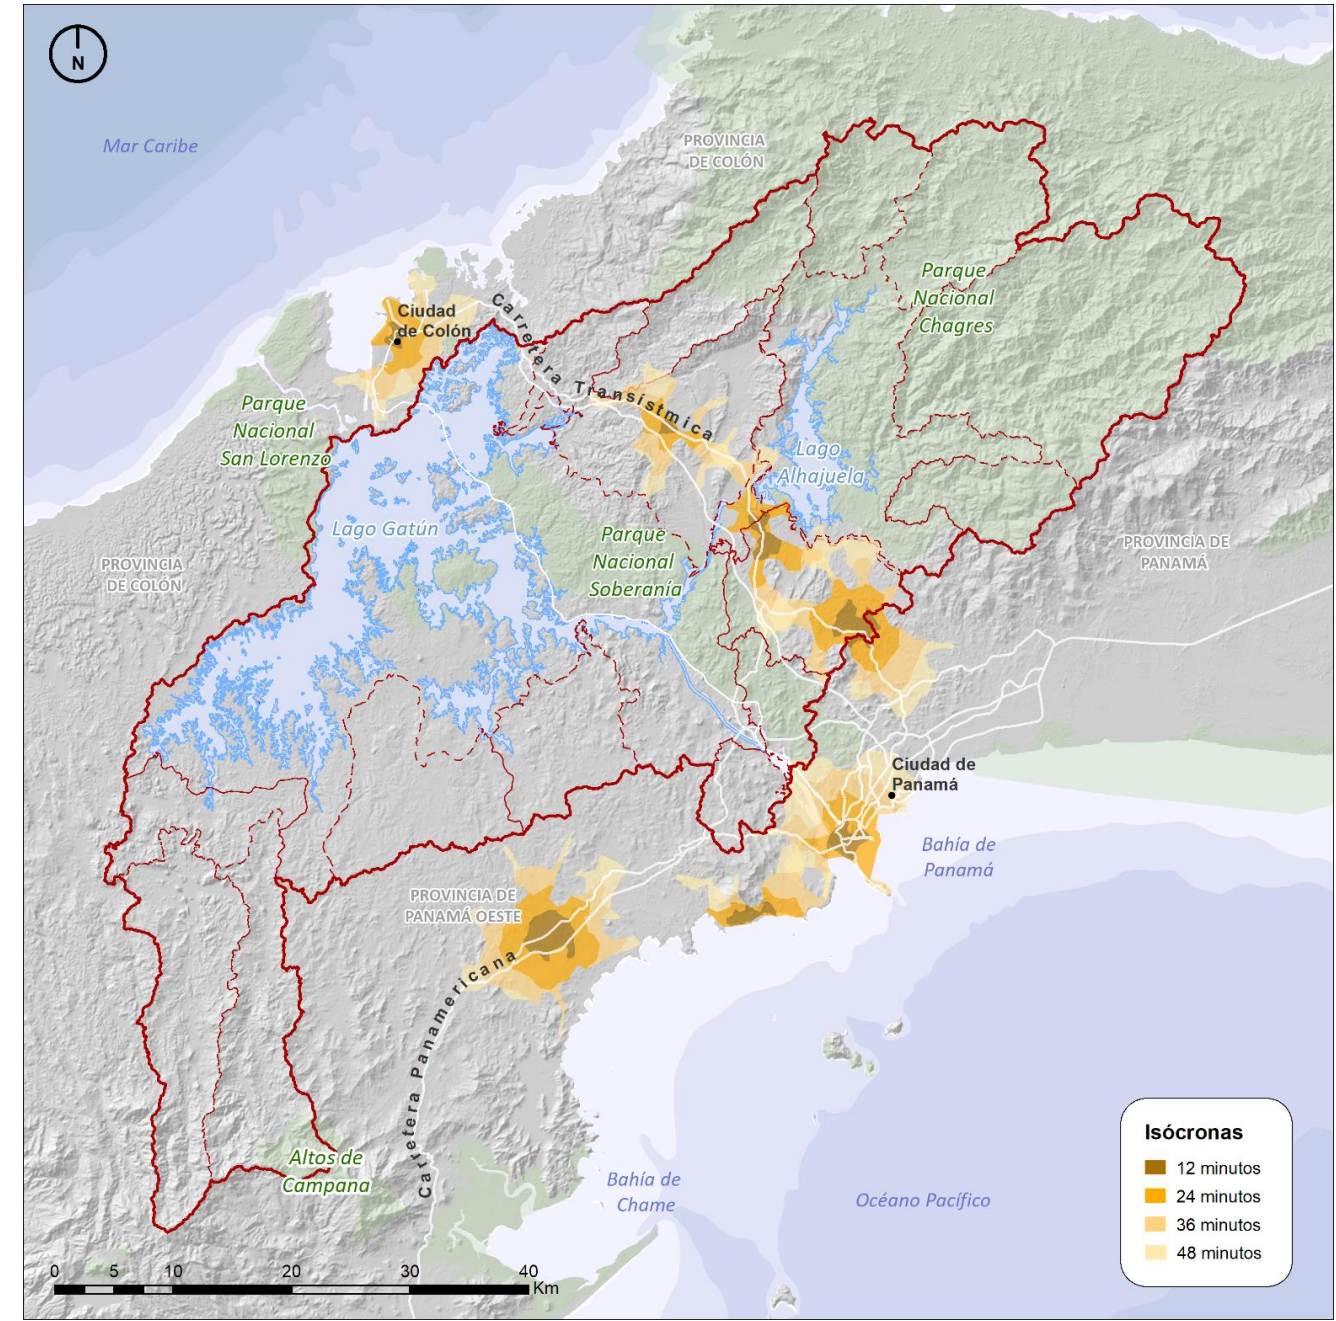 N
Mar Caribe
PROVINCIA
DE COLÓN
Parque
Nacional
Chagres
Ciudad
de Colón
Carretera Transístmica
Parque
Nacional
San Lorenzo
Lago
Alhajuela
Lago Gatún
Parque
Nacional
Soberanía
PROVINCIA DE
PANAMÁ
PROVINCIA
DE COLÓN
Ciudad de
Panamá
Bahía de
Panamá
PROVINCIA DE
PANAMÁ OESTE
Carretera Panamericana
Altos de
Campana
Bahía de
Chame
Océano Pacífico
Isócronas
12 minutos
24 minutos
36 minutos
48 minutos
0 5 10 20 30 40
Km